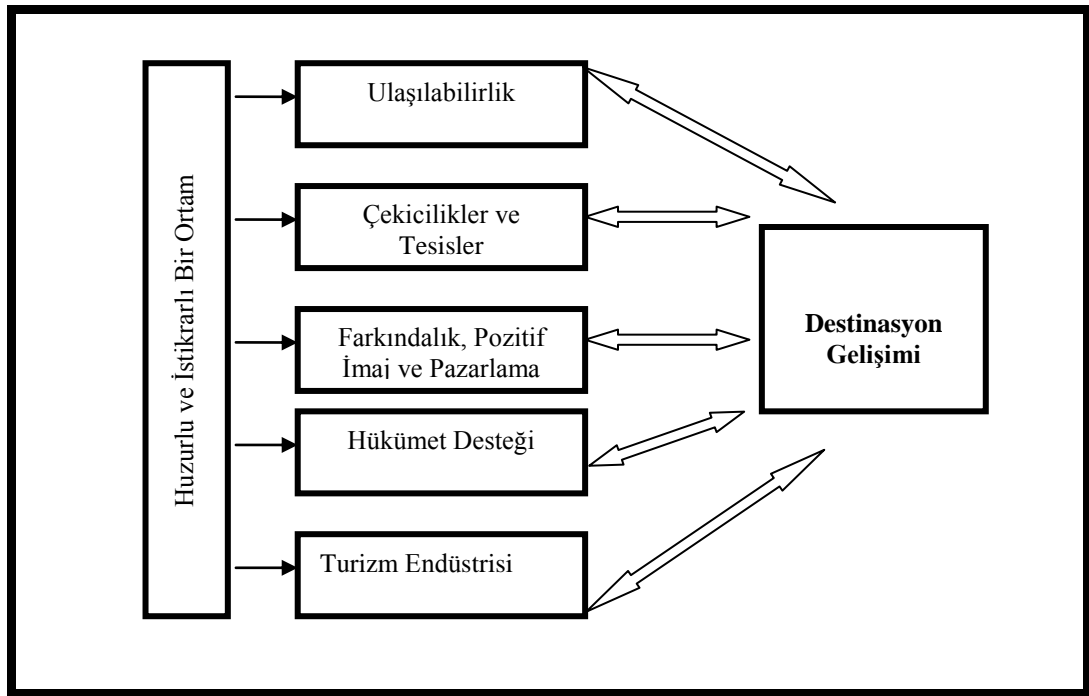 Huzurlu ve İstikrarlı Bir Ortam
Ulaşılabilirlik
Çekicilikler ve
Tesisler
Farkındalık, Pozitif
İmaj ve Pazarlama
Hükümet Desteği
Turizm Endüstrisi
Destinasyon
Gelişimi